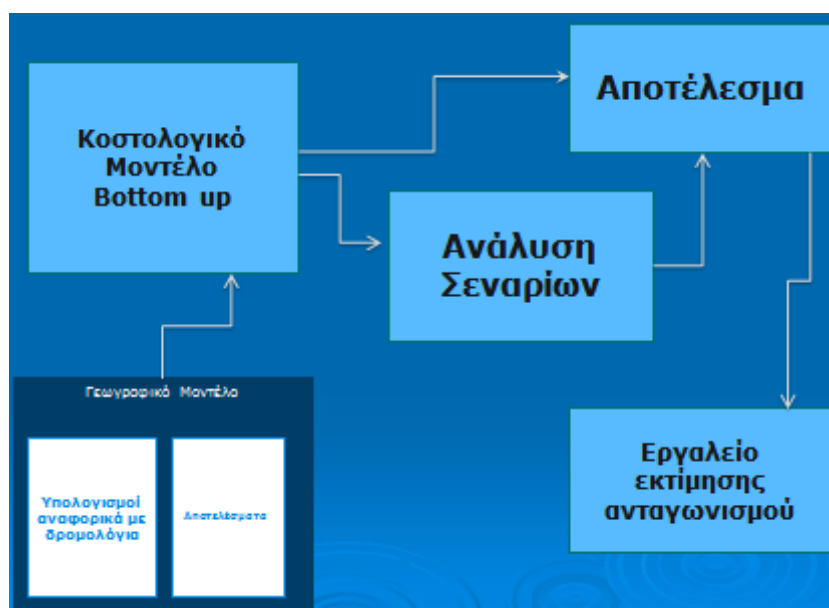 Αποτέλεσμα
Κοστολογικό
Μοντέλο
Bottom up
Ανάλυση
Σεναρίων
Γεωγραφικό Μοντέλο
Υπολογισμοί
αναφορικά με
δρομολόγια
Αποτελέσματα
Εργαλείο
εκτίμησης
ανταγωνισμού